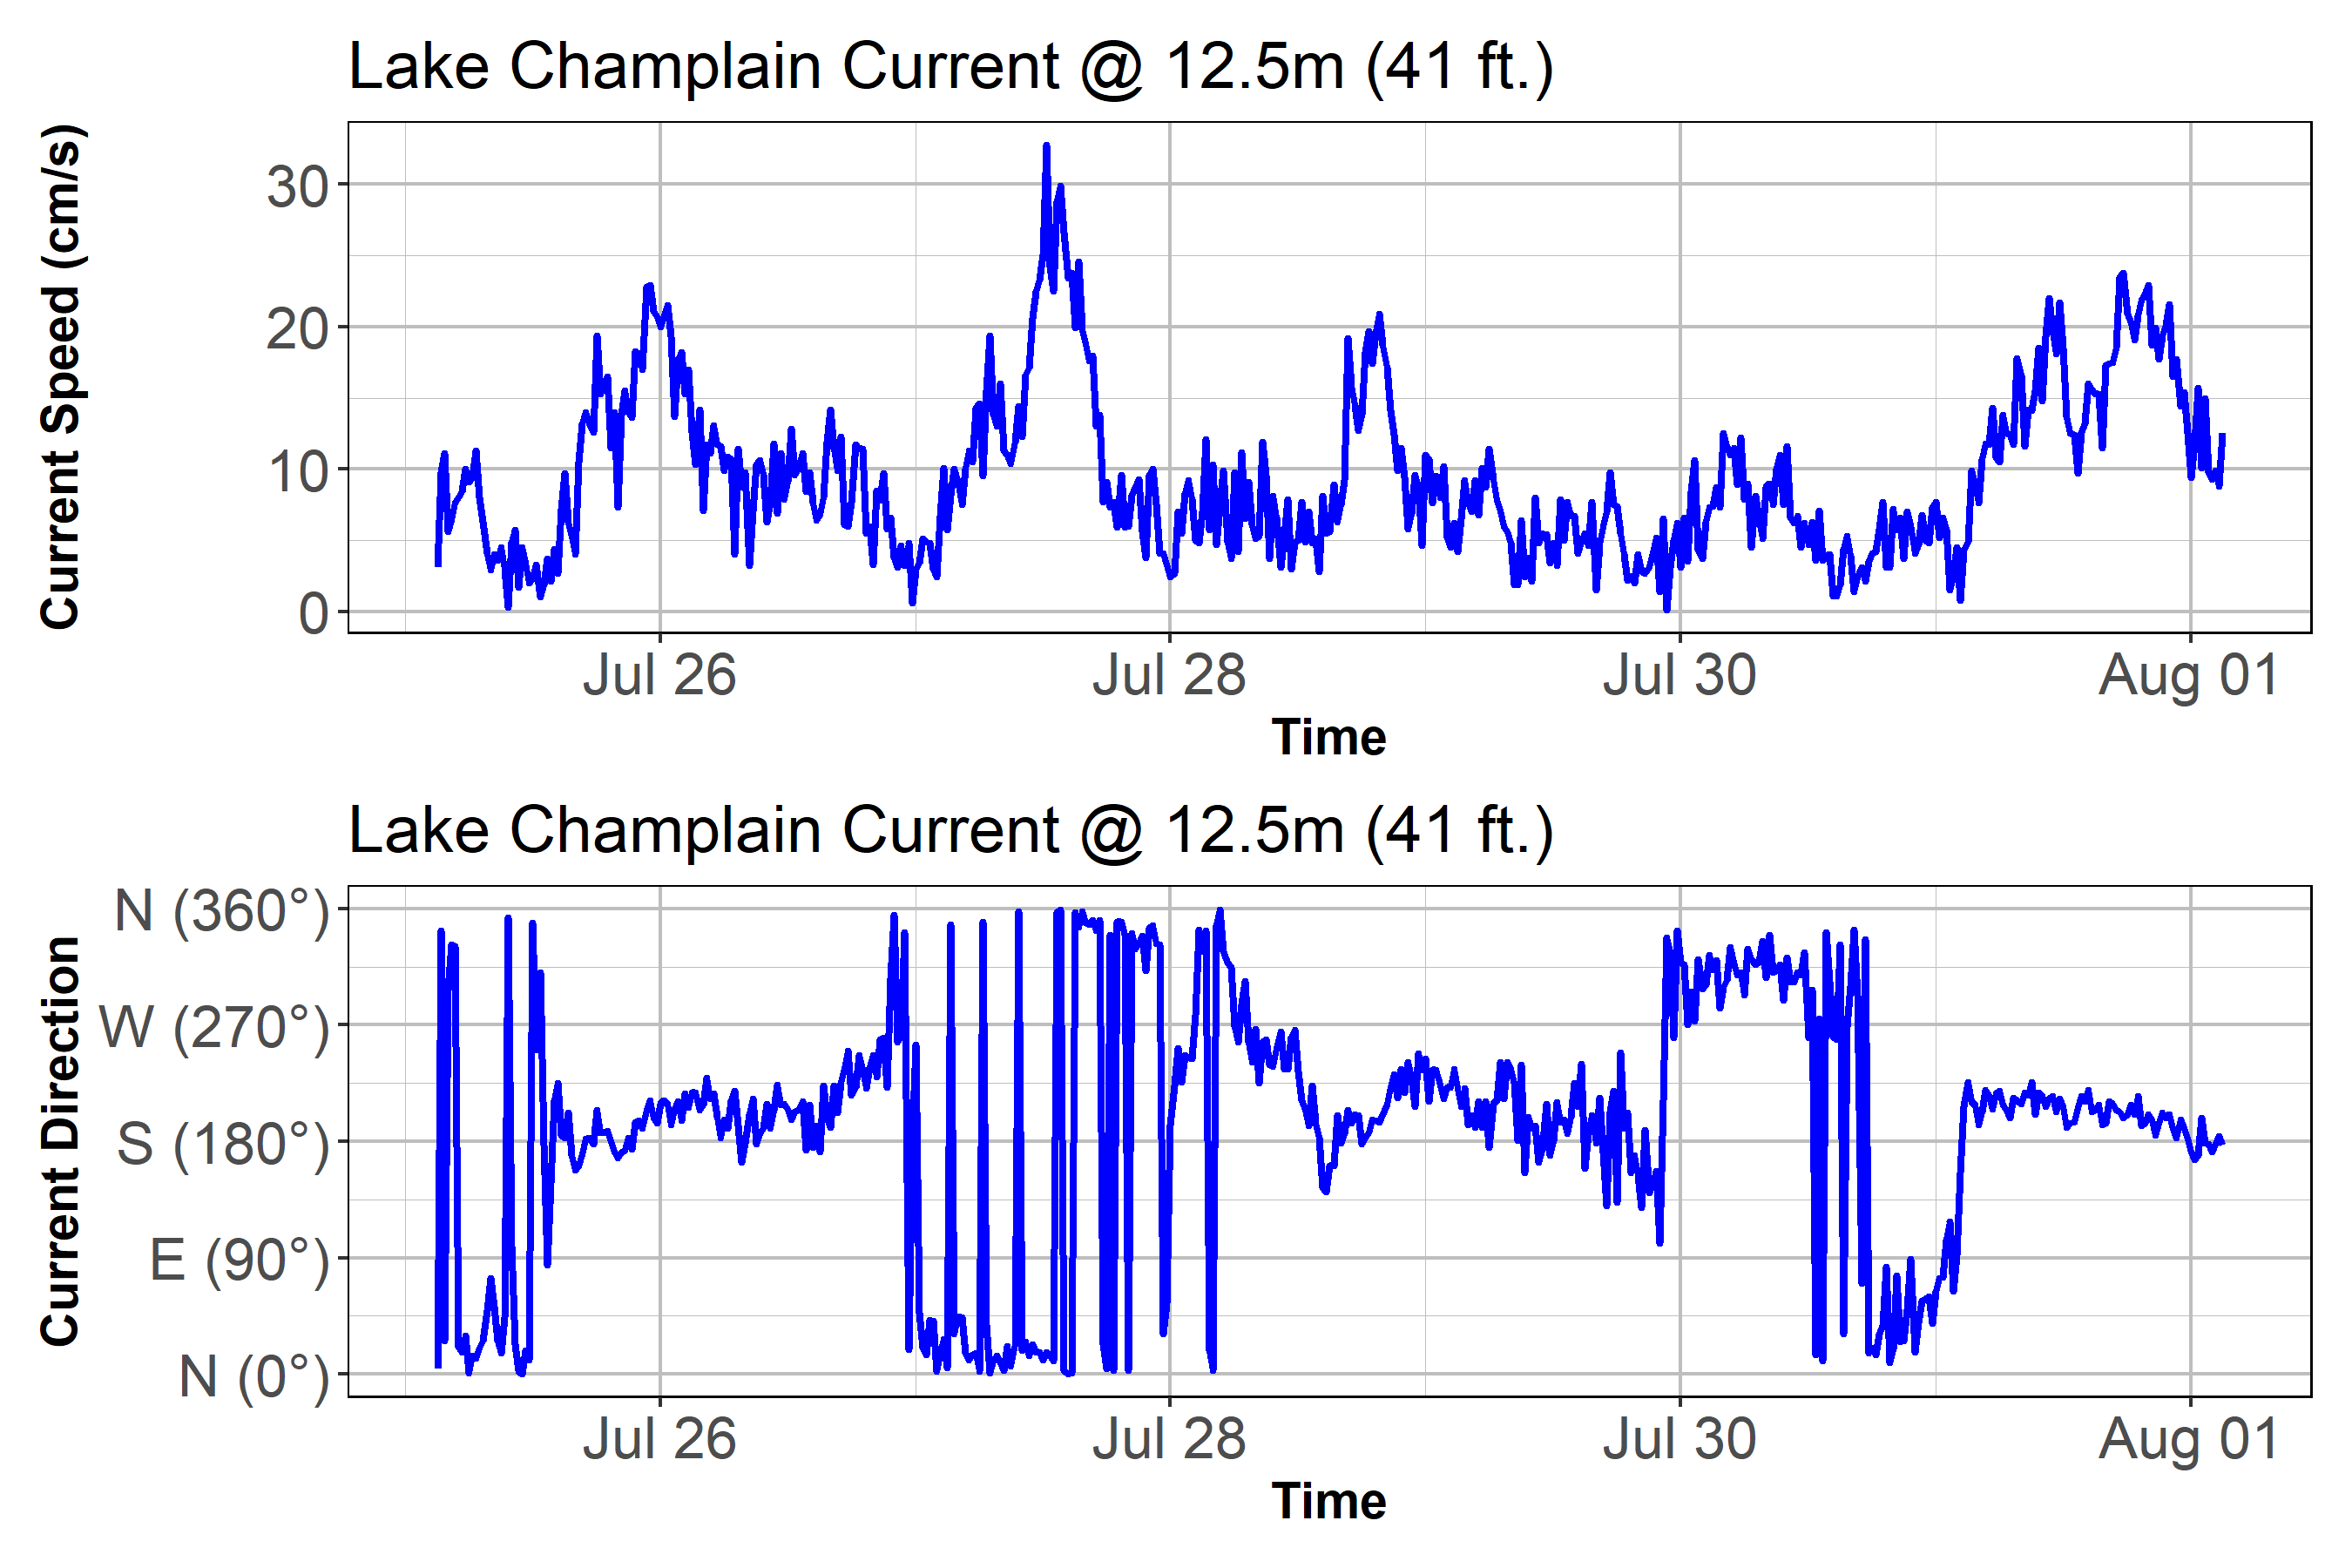 Lake Champlain Current @ 12.5m (41 ft.)
Current Speed (cm/s)
30
20
10
0
Jul 26 Jul 28 Jul 30 Aug 01
Time
Lake Champlain Current @ 12.5m (41 ft.)
Current Direction
N (360°)
W (270°)
S (180°)
E (90°)
N (0°)
Jul 26 Jul 28 Jul 30 Aug 01
Time